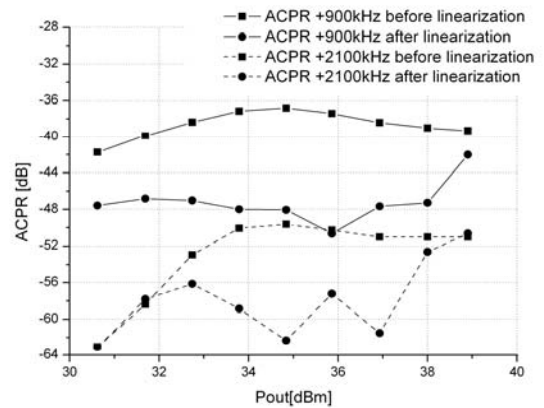 ACPR +900kHz before linearization
ACPR +900kHz after linearization
ACPR +2100kHz before linearization
ACPR +2100kHz after linearization
-28
-36
-40
-44
-48
-52
-56
-60
-64
ACPR [dB]
30 32 34 36 38 40
Pout[dBm]